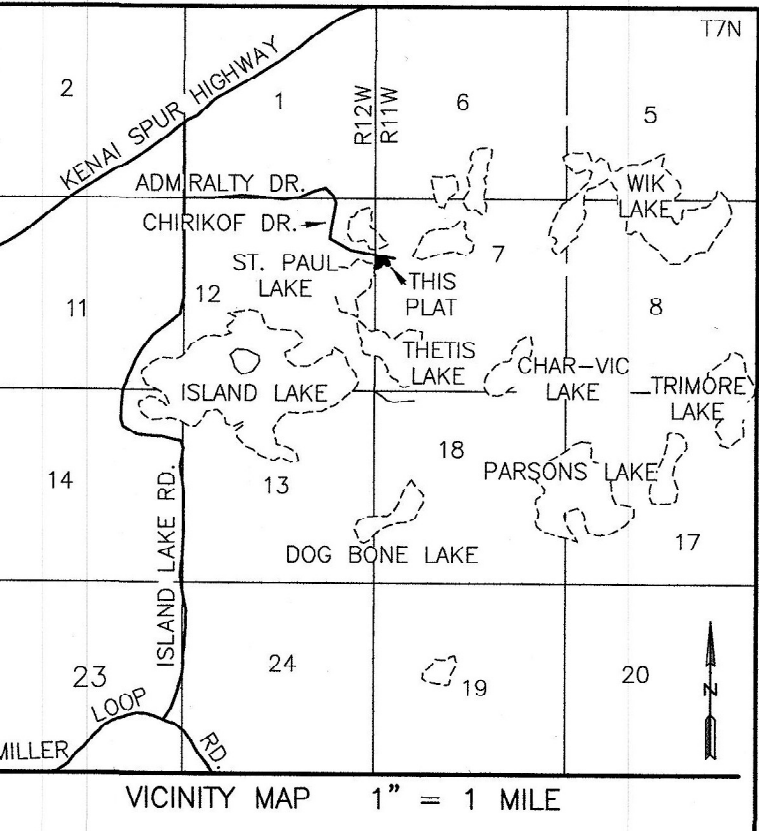 T7N
2
KENAI SPUR HIGHWAY
1
R12W
R11W
6
5
ADMIRALTY DR.
WIK
LAKE
CHIRIKOF DR.
7
ST. PAUL
LAKE
THIS
PLAT
11
12
8
THETIS
LAKE
CHAR-VIC
LAKE
TRIMORE
LAKE
ISLAND LAKE
14
13
18
PARSONS LAKE
17
DOG BONE LAKE
ISLAND LAKE RD.
23
24
19
20
N
MILLER LOOP RD.
VICINITY MAP 1" = 1 MILE